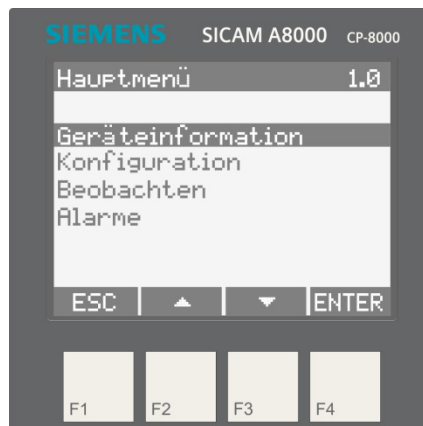 SIEMENS SICAM A8000 CP-8000
Hauptmenü 1.0
Geräteinformation
Konfiguration
Beobachten
Alarme
ESC ▲ ▼ ENTER
F1 F2 F3 F4